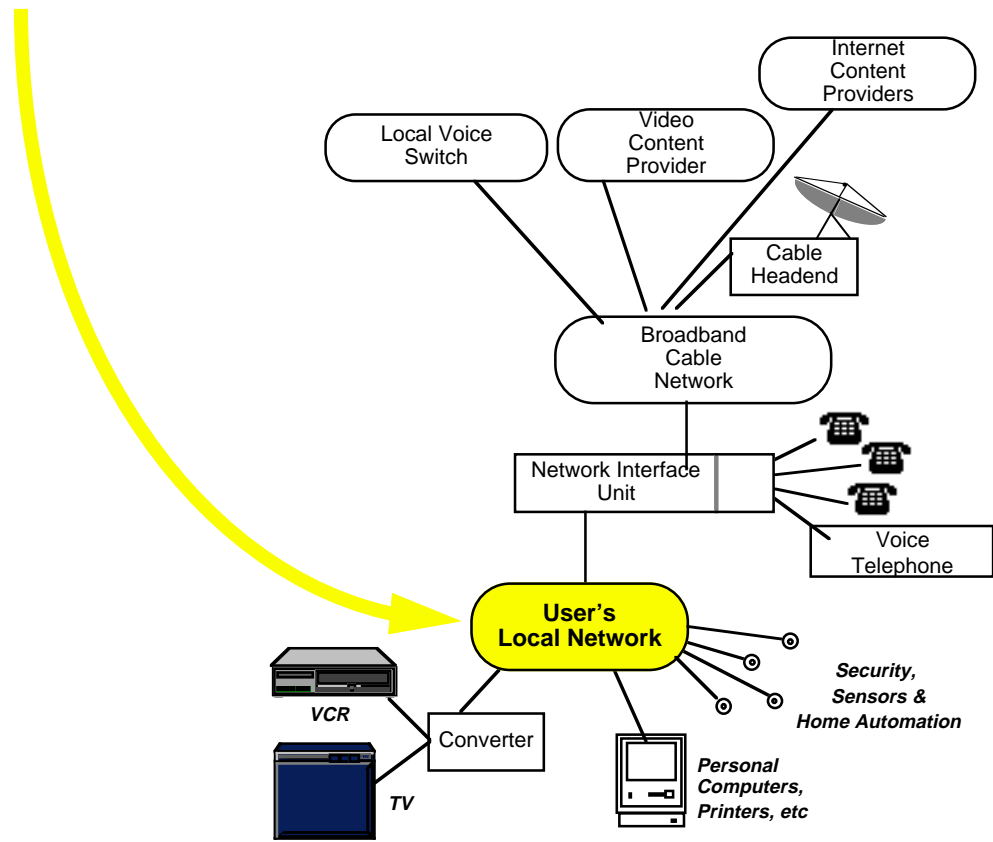 Internet
Content
Providers
Local Voice
Switch
Video
Content
Provider
Cable
Headend
Broadband
Cable
Network
Network Interface
Unit
Voice
Telephone
User’s
Local Network
Security,
Sensors &
Home Automation
VCR
Converter
TV
Personal
Computers,
Printers, etc